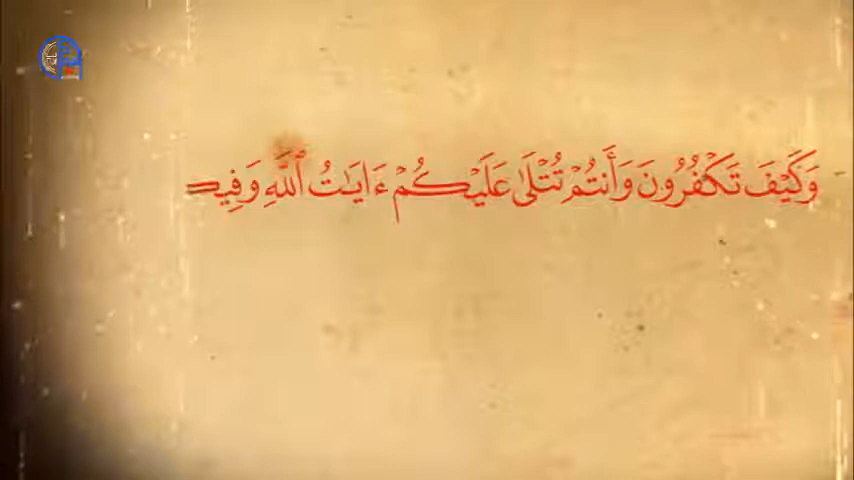 وَكَيْفَ تَكْفُرُونَ وَأَنتُمْ تُتْلَىٰ عَلَيْكُمْ ءَايَـٰتُ ٱللَّهِ وَفِيـ